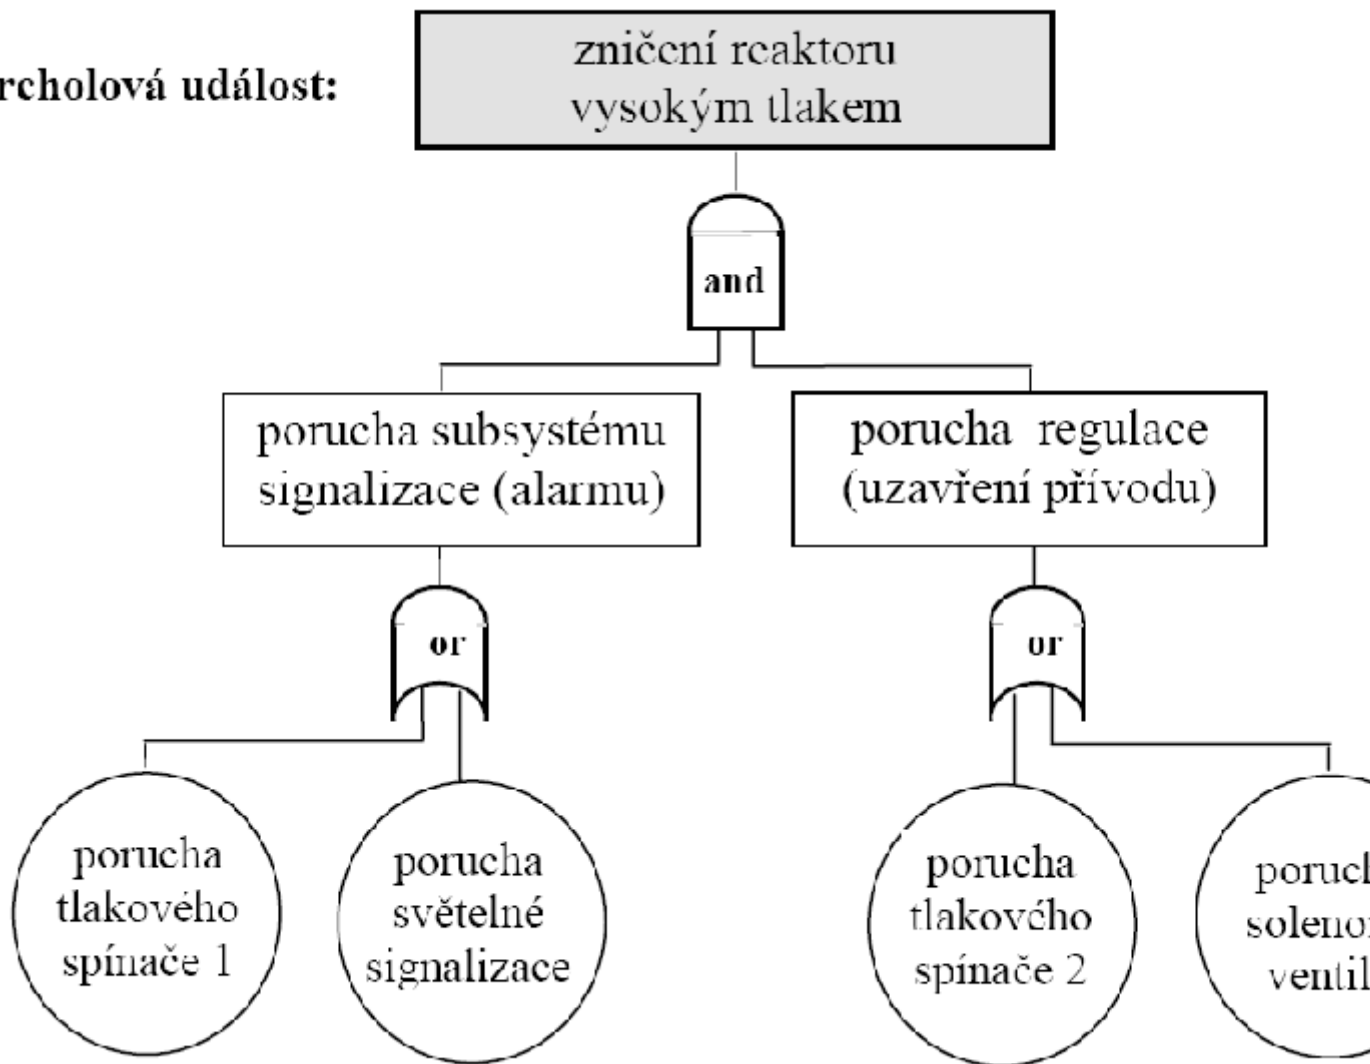 rcholová událost:
zničení reaktoru
vysokým tlakem
and
porucha subsystému
signalizace (alarmu)
porucha regulace
(uzavření přívodu)
or
or
porucha
tlakového
spínače 1
porucha
světelné
signalizace
porucha
tlakového
spínače 2
poruch
soleno
ventil